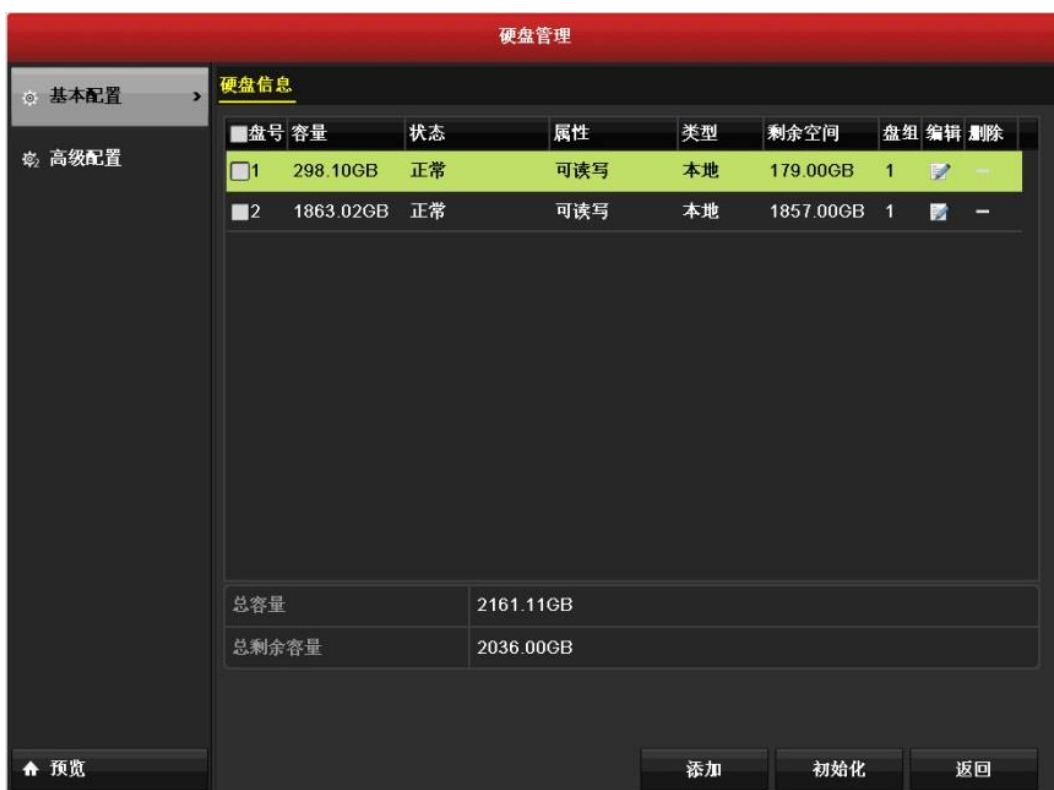 硬盘管理
基本配置
高级配置
硬盘信息
盘号 容量 状态 属性 类型 剩余空间 盘组 编辑 删除
1 298.10GB 正常 可读写 本地 179.00GB 1
2 1863.02GB 正常 可读写 本地 1857.00GB 1
总容量 2161.11GB
总剩余容量 2036.00GB
预览 添加 初始化 返回